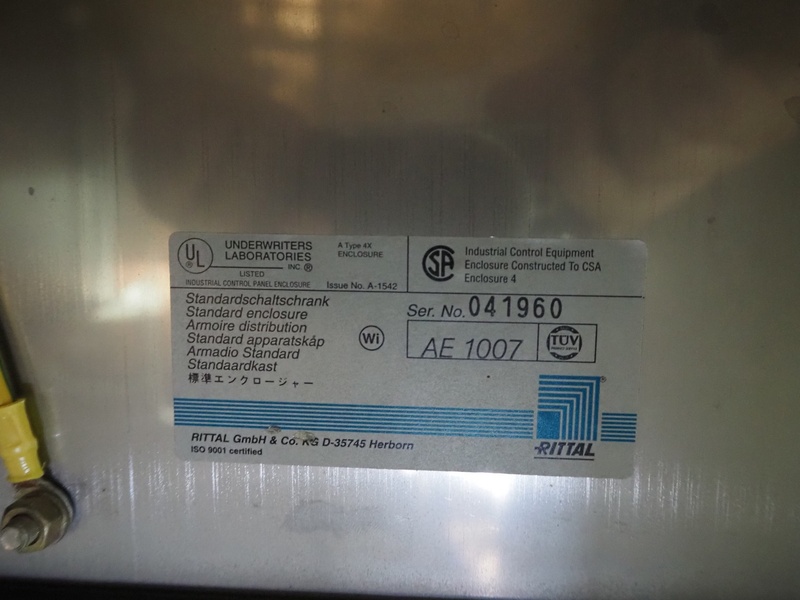 UL
UNDERWRITERS
LABORATORIES
INC.®
LISTED
INDUSTRIAL CONTROL PANEL ENCLOSURE
A Type 4X
ENCLOSURE
Issue No. A-1542
SA
Industrial Control Equipment
Enclosure Constructed To CSA
Enclosure 4
Standardschaltschrank
Standard enclosure
Armoire distribution
Standard apparatskåp
Armadio Standard
Standaardkast
標準エンクロージャー
Wi
Ser. No. 041960
AE 1007
TÜV
RITTAL GmbH & Co. KG D-35745 Herborn
ISO 9001 certified
®
RITTAL